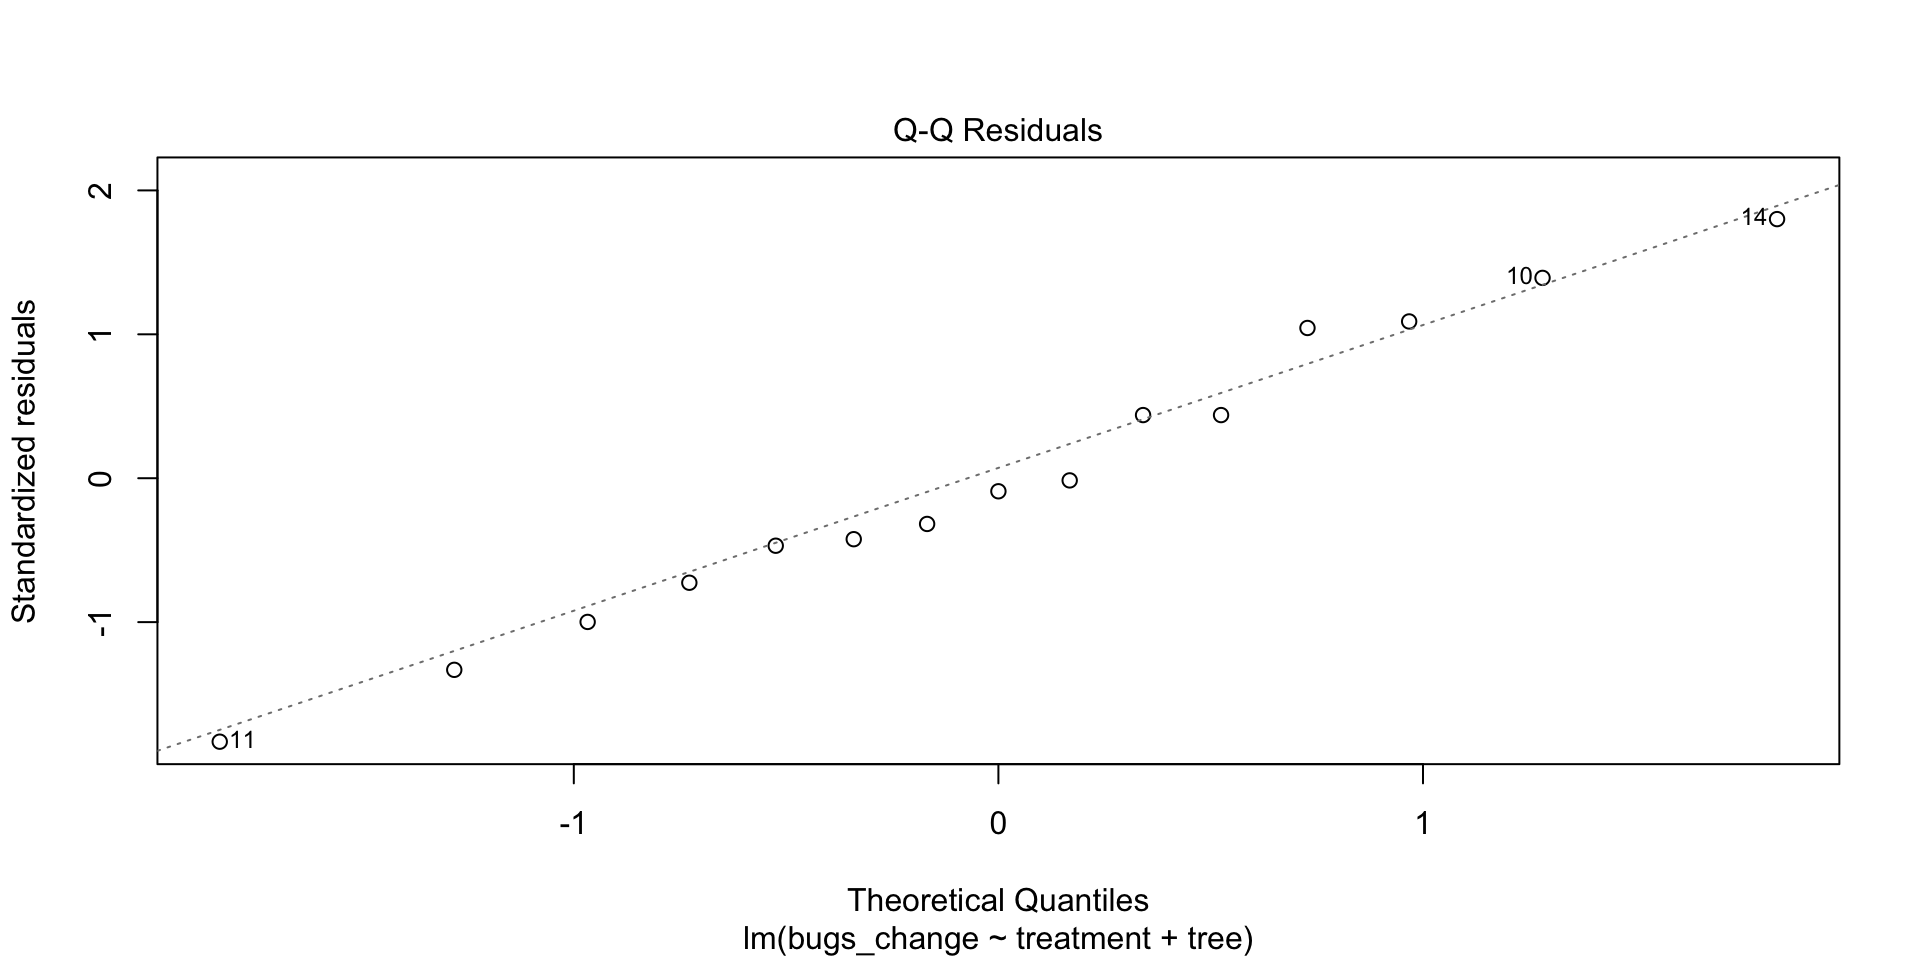 Q-Q Residuals
Standardized residuals
2
1
0
-1
14
10
11
-1
0
1
Theoretical Quantiles
lm(bugs_change ~ treatment + tree)